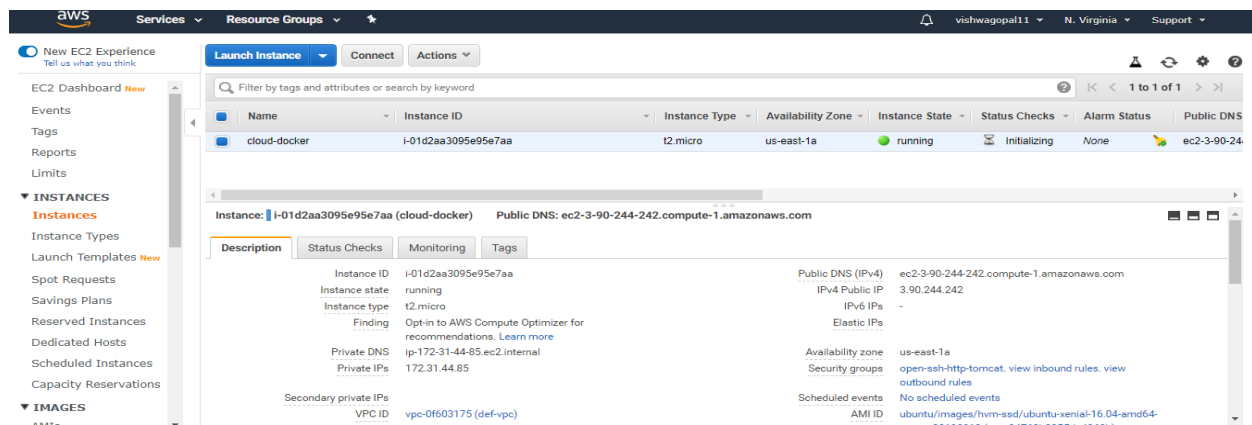 aws Services Resource Groups vishwagopal11 N. Virginia Support
New EC2 Experience
Tell us what you think
EC2 Dashboard New
Events
Tags
Reports
Limits
INSTANCES
Instances
Instance Types
Launch Templates New
Spot Requests
Savings Plans
Reserved Instances
Dedicated Hosts
Scheduled Instances
Capacity Reservations
IMAGES
AMIs
Launch Instance Connect Actions
Filter by tags and attributes or search by keyword 1 to 1 of 1
Name Instance ID Instance Type Availability Zone Instance State Status Checks Alarm Status Public DNS
cloud-docker i-01d2aa3095e95e7aa t2.micro us-east-1a running Initializing None ec2-3-90-24
Instance: i-01d2aa3095e95e7aa (cloud-docker) Public DNS: ec2-3-90-244-242.compute-1.amazonaws.com
Description Status Checks Monitoring Tags
Instance ID i-01d2aa3095e95e7aa
Instance state running
Instance type t2.micro
Finding Opt-in to AWS Compute Optimizer for
recommendations. Learn more
Private DNS ip-172-31-44-85.ec2.internal
Private IPs 172.31.44.85
Secondary private IPs
VPC ID vpc-0f603175 (def-vpc)
Public DNS (IPv4) ec2-3-90-244-242.compute-1.amazonaws.com
IPv4 Public IP 3.90.244.242
IPv6 IPs -
Elastic IPs
Availability zone us-east-1a
Security groups open-ssh-http-tomcat. view inbound rules. view
outbound rules
Scheduled events No scheduled events
AMI ID ubuntu/images/hvm-ssd/ubuntu-xenial-16.04-amd64-